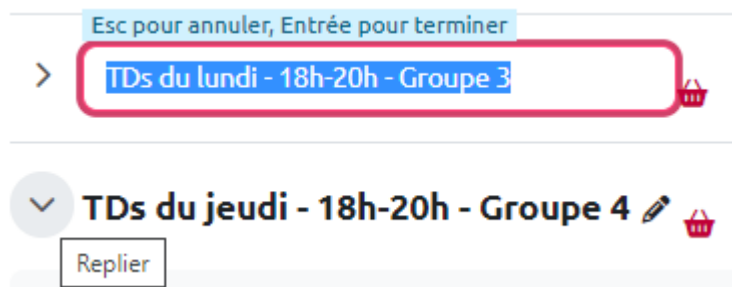 Esc pour annuler, Entrée pour terminer
TDs du lundi - 18h-20h - Groupe 3
TDs du jeudi - 18h-20h - Groupe 4
Replier